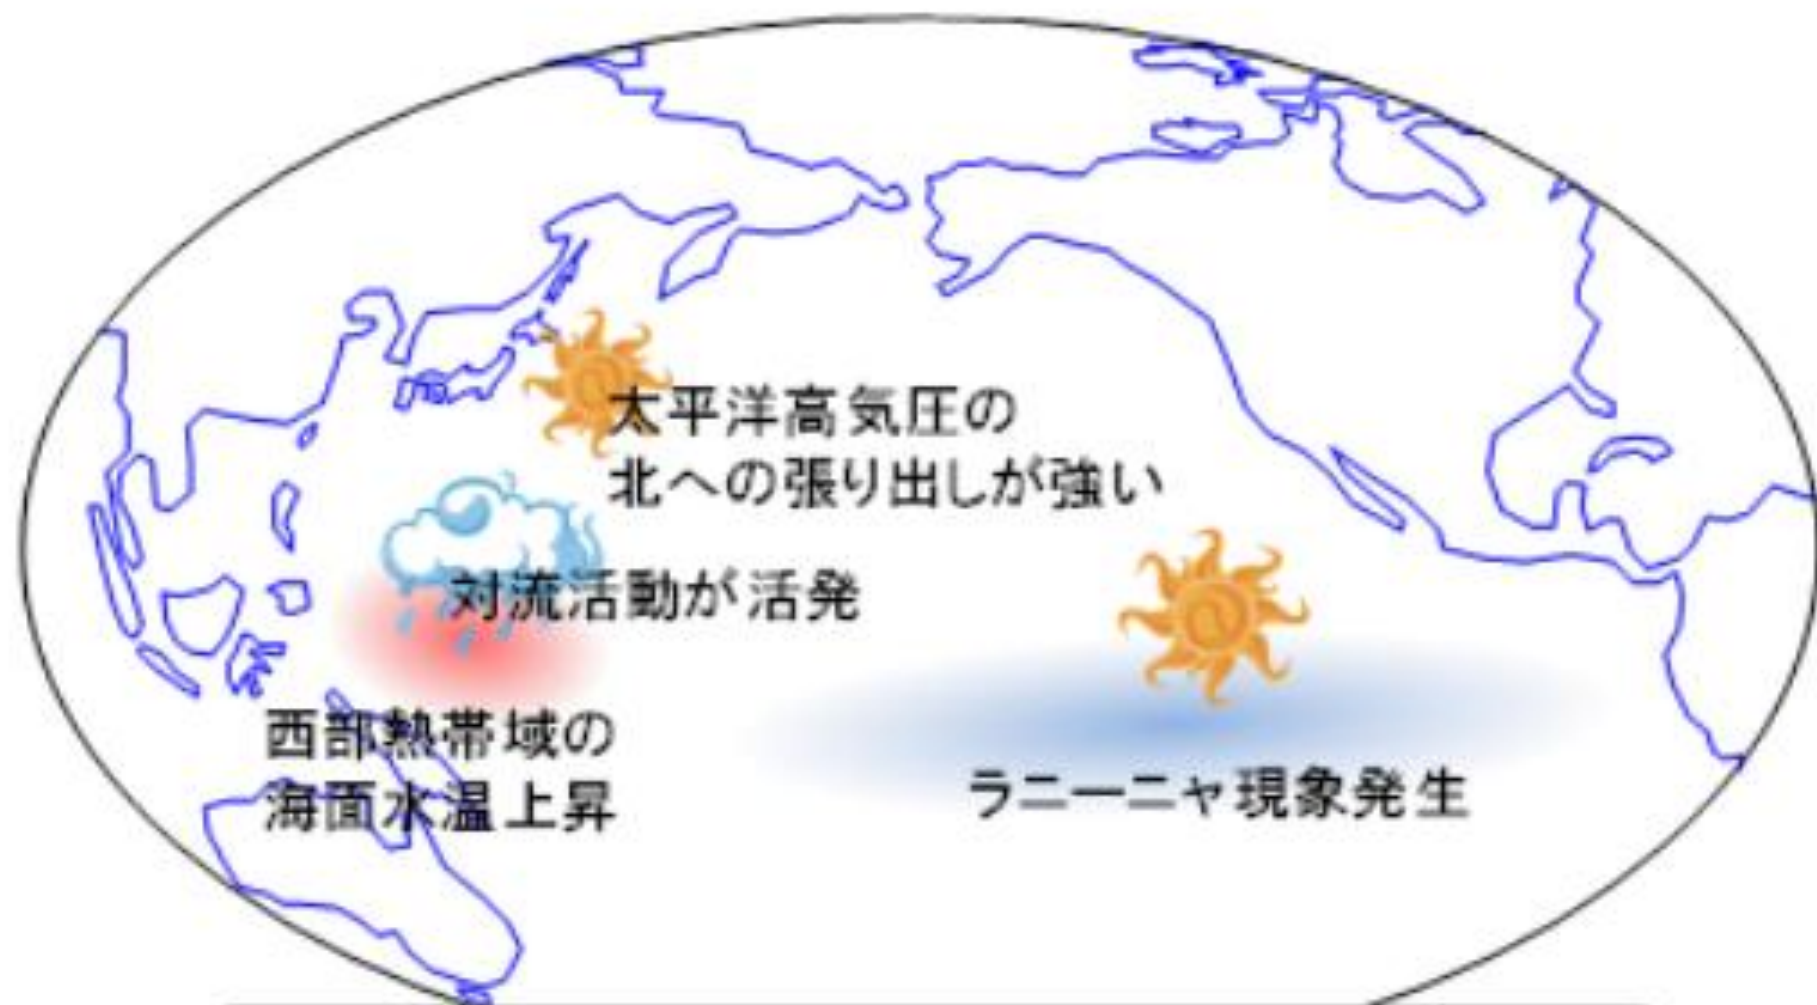 太平洋高気圧の
北への張り出しが強い
対流活動が活発
西部熱帯域の
海面水温上昇
ラニーニャ現象発生